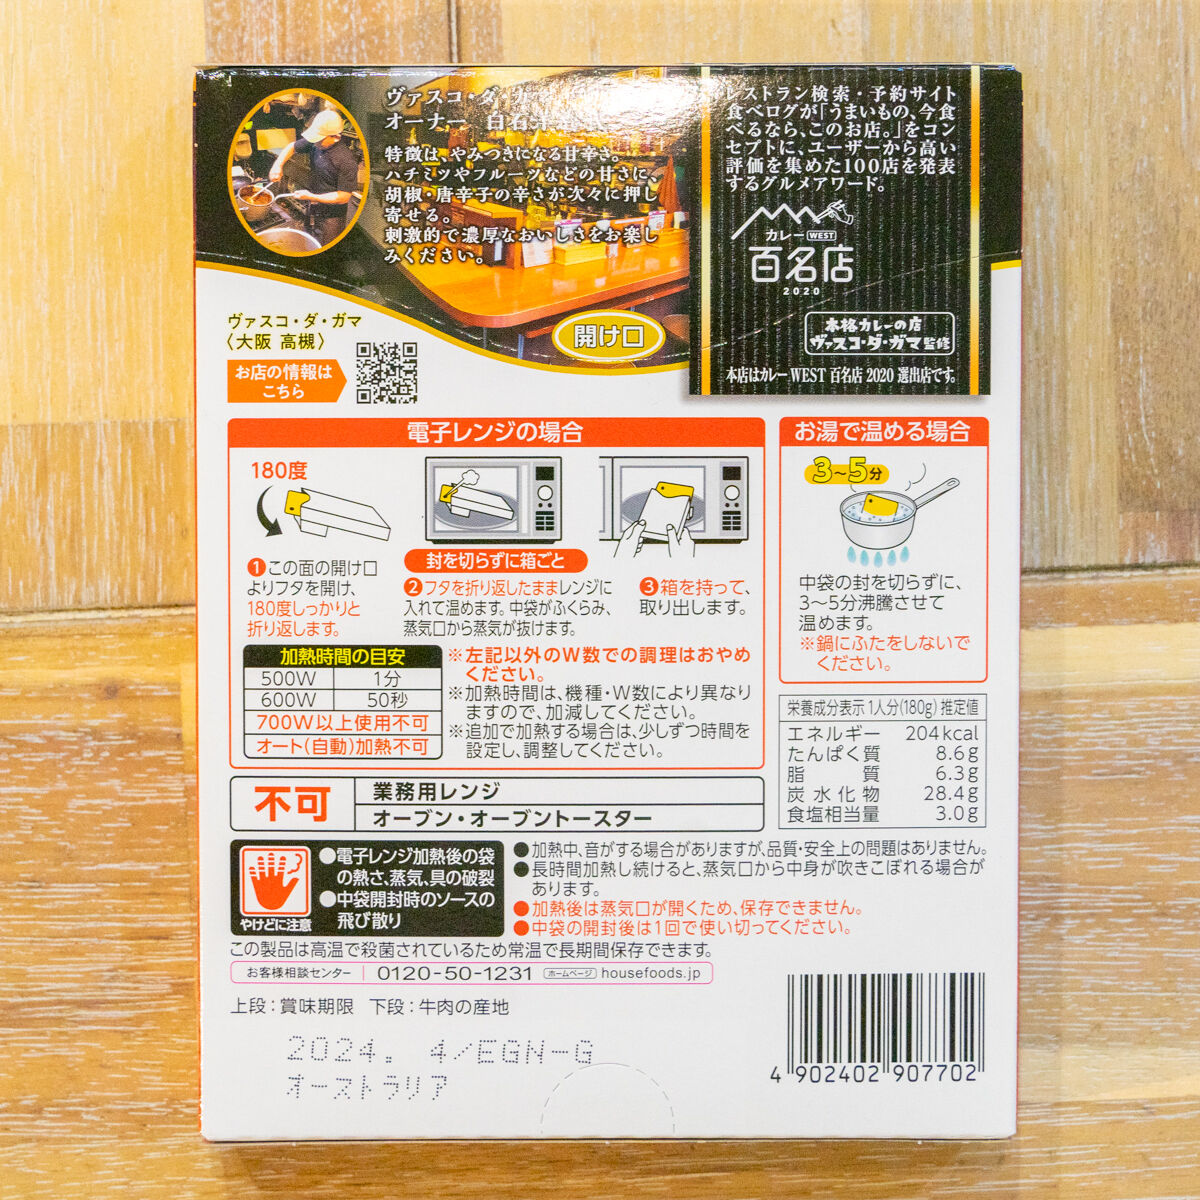 ヴァスコ・ダ・ガマ
オーナー
特徴は、やみつきになる甘辛さ。
ハチミツやフルーツなどの甘さに、
胡椒・唐辛子の辛さが次々に押し
寄せる。
刺激的で濃厚なおいしさをお楽し
みください。
レストラン検索・予約サイト
食べログが「うまいもの、今食
べるなら、このお店。」をコン
セプトに、ユーザーから高い
評価を集めた100店を発表
するグルメアワード。
カレー WEST
百名店
2020
本格カレーの店
ヴァスコ・ダ・ガマ監修
本店はカレー WEST 百名店 2020 選出店です。
開け口
ヴァスコ・ダ・ガマ
〈大阪 高槻〉
お店の情報は
こちら
電子レンジの場合
180度
1 この面の開け口
よりフタを開け、
180度しっかりと
折り返します。
封を切らずに箱ごと
2 フタを折り返したままレンジに
入れて温めます。中袋がふくらみ、
蒸気口から蒸気が抜けます。
3 箱を持って、
取り出します。
加熱時間の目安
500W 1分
600W 50秒
700W以上使用不可
オート(自動)加熱不可
※左記以外のW数での調理はおやめ
ください。
※加熱時間は、機種・W数により異なり
ますので、加減してください。
※追加で加熱する場合は、少しずつ時間を
設定し、調整してください。
お湯で温める場合
3〜5分
中袋の封を切らずに、
3〜5分沸騰させて
温めます。
※鍋にふたをしないで
ください。
不可
業務用レンジ
オーブン・オーブントースター
栄養成分表示 1人分(180g) 推定値
エネルギー 204kcal
たんぱく質 8.6g
脂質 6.3g
炭水化物 28.4g
食塩相当量 3.0g
やけどに注意
●電子レンジ加熱後の袋
の熱さ、蒸気、具の破裂
●中袋開封時のソースの
飛び散り
●加熱中、音がする場合がありますが、品質・安全上の問題はありません。
●長時間加熱し続けると、蒸気口から中身が吹きこぼれる場合が
あります。
●加熱後は蒸気口が開くため、保存できません。
●中袋の開封後は1回で使い切ってください。
この製品は高温で殺菌されているため常温で長期間保存できます。
お客様相談センター 0120-50-1231 ホームページ housefoods.jp
上段：賞味期限 下段：牛肉の産地
2024. 4/EGN-G
オーストラリア
4 902402 907702